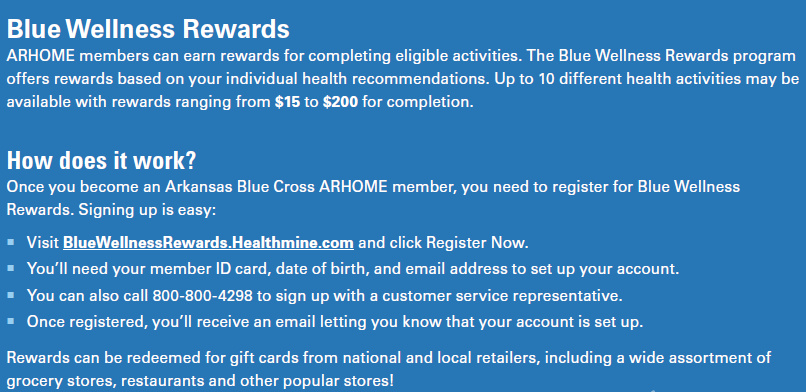 Blue Wellness Rewards
ARHOME members can earn rewards for completing eligible activities. The Blue Wellness Rewards program
offers rewards based on your individual health recommendations. Up to 10 different health activities may be
available with rewards ranging from $15 to $200 for completion.
How does it work?
Once you become an Arkansas Blue Cross ARHOME member, you need to register for Blue Wellness
Rewards. Signing up is easy:
▪ Visit BlueWellnessRewards.Healthmine.com and click Register Now.
▪ You’ll need your member ID card, date of birth, and email address to set up your account.
▪ You can also call 800-800-4298 to sign up with a customer service representative.
▪ Once registered, you’ll receive an email letting you know that your account is set up.
Rewards can be redeemed for gift cards from national and local retailers, including a wide assortment of
grocery stores, restaurants and other popular stores!